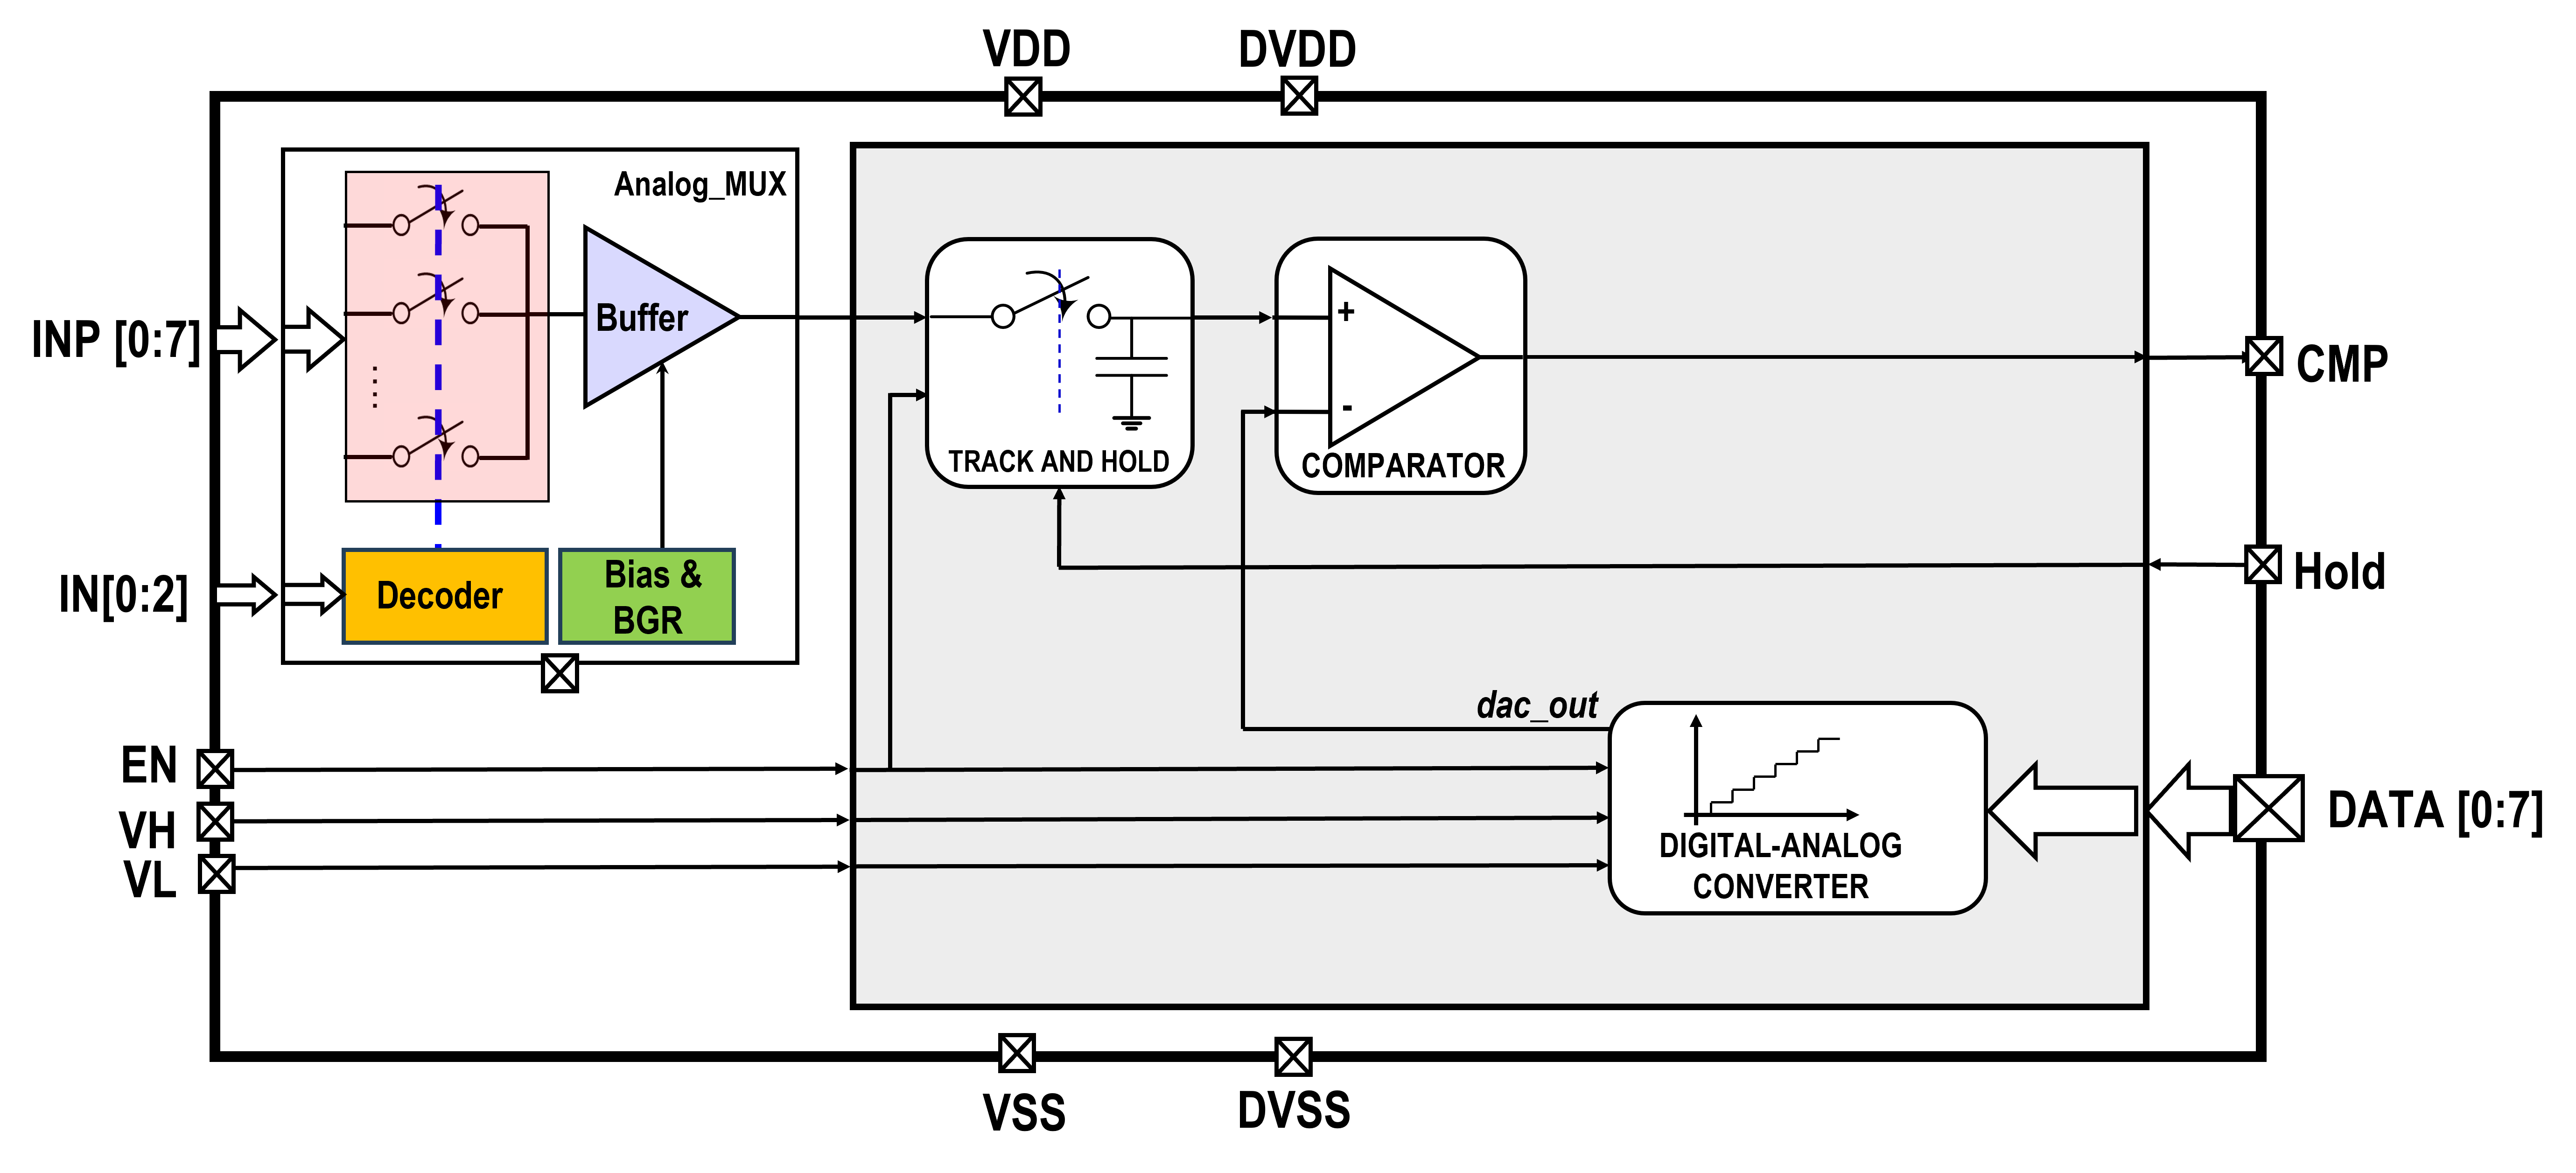 VDD
DVDD
Analog_MUX
INP [0:7]
Buffer
+
-
CMP
TRACK AND HOLD
COMPARATOR
IN[0:2]
Decoder
Bias &
BGR
Hold
dac_out
EN
VH
VL
DIGITAL-ANALOG
CONVERTER
DATA [0:7]
VSS
DVSS